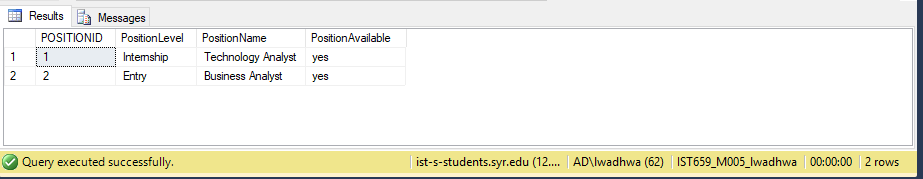 Results Messages
POSITIONID PositionLevel PositionName PositionAvailable
1 1 Internship Technology Analyst yes
2 2 Entry Business Analyst yes
Query executed successfully. ist-s-students.syr.edu (12.... AD\lwadhwa (62) IST659_M005_lwadhwa 00:00:00 2 rows